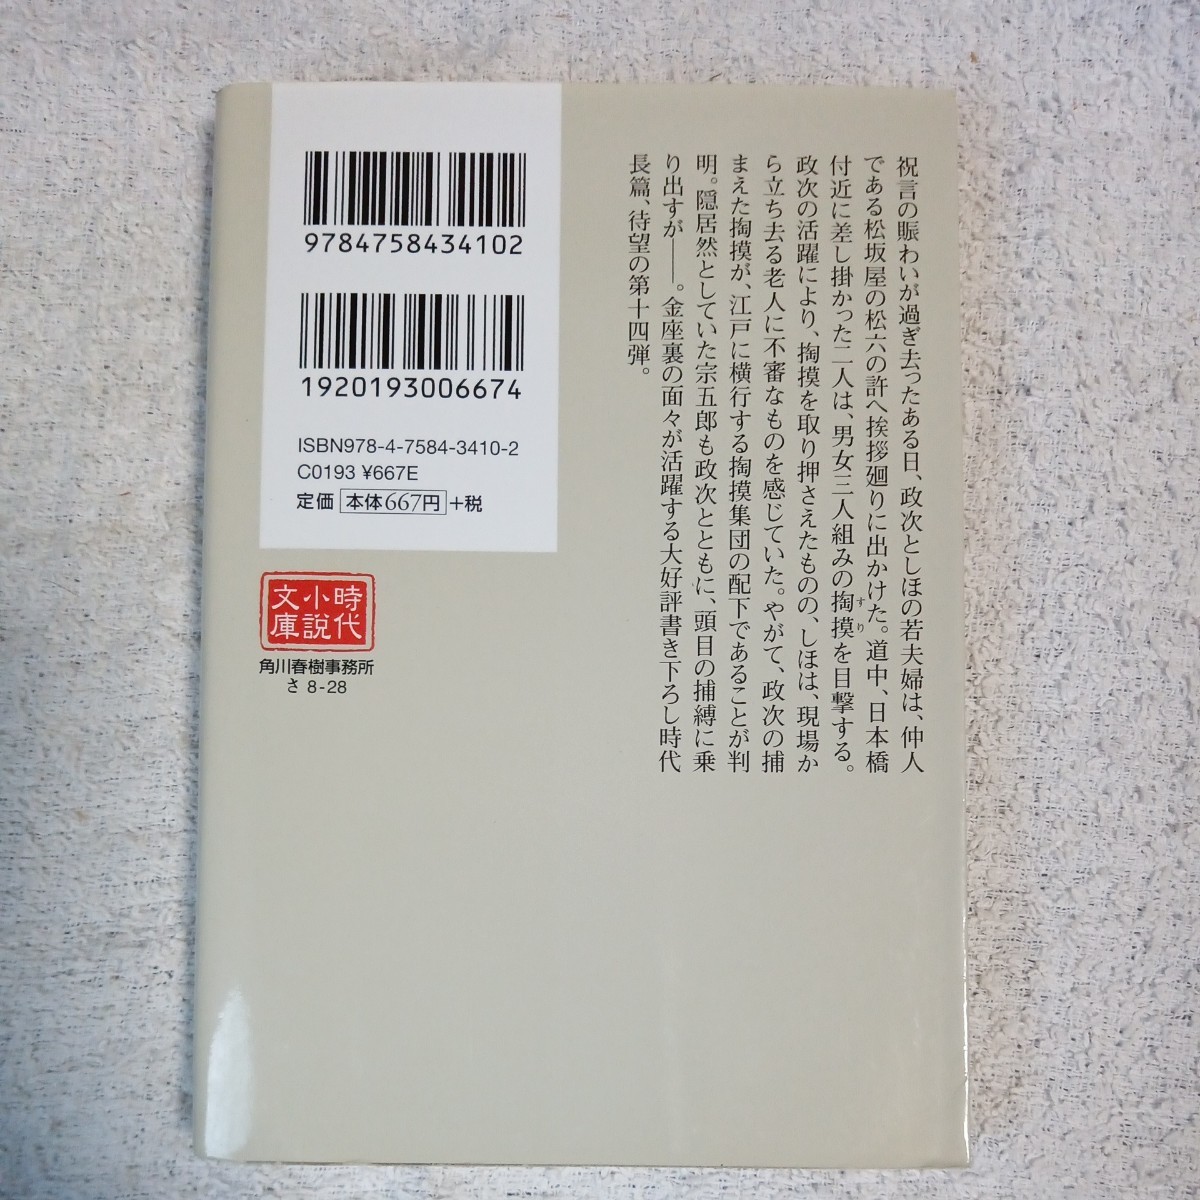 祝言の賑わいが過ぎ去ったある日、政次としほの若夫婦は、仲人
である松坂屋の松六の許へ挨拶廻りに出かけた。道中、日本橋
付近に差し掛かった二人は、男女三人組みの掏摸を目撃する。
すり
政次の活躍により、掏摸を取り押さえたものの、しほは、現場か
ら立ち去る老人に不審なものを感じていた。やがて、政次の捕
まえた掏摸が、江戸に横行する掏摸集団の配下であることが判
明。隠居然としていた宗五郎も政次とともに、頭目の捕縛に乗
り出すが——。金座裏の面々が活躍する大好評書き下ろし時代
長篇、待望の第十四弾。
9784758434102
1920193006674
ISBN978-4-7584-3410-2
C0193 ¥667E
定価 本体667円 +税
時代
小説
文庫
角川春樹事務所
さ 8-28